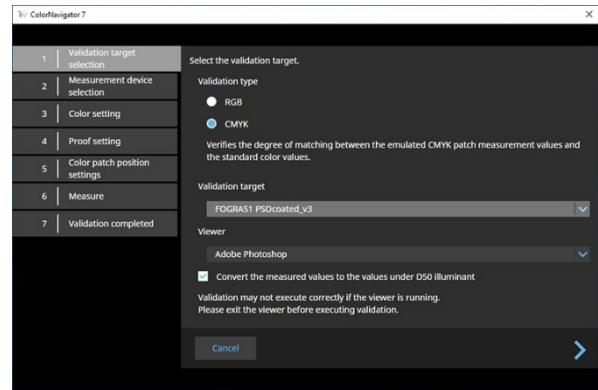 ColorNavigator 7
1 Validation target
selection
2 Measurement device
selection
3 Color setting
4 Proof setting
5 Color patch position
settings
6 Measure
7 Validation completed
Select the validation target.
Validation type
RGB
CMYK
Verifies the degree of matching between the emulated CMYK patch measurement values and
the standard color values.
Validation target
FOGRA51 PSOcoated_v3
Viewer
Adobe Photoshop
Convert the measured values to the values under D50 illuminant
Validation may not execute correctly if the viewer is running.
Please exit the viewer before executing validation.
Cancel